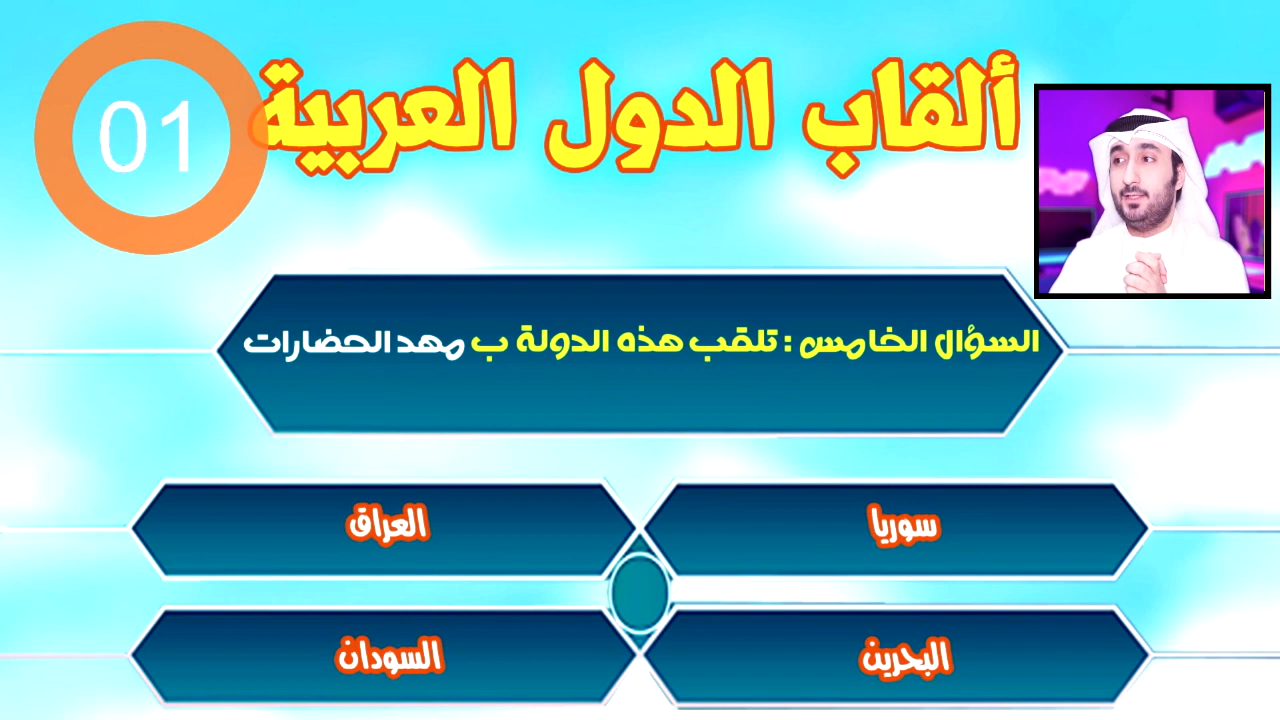 ألقاب الدول العربية
01
السؤال الخامس : تلقب هذه الدولة ب مهد الحضارات
سوريا
العراق
البحرين
السودان